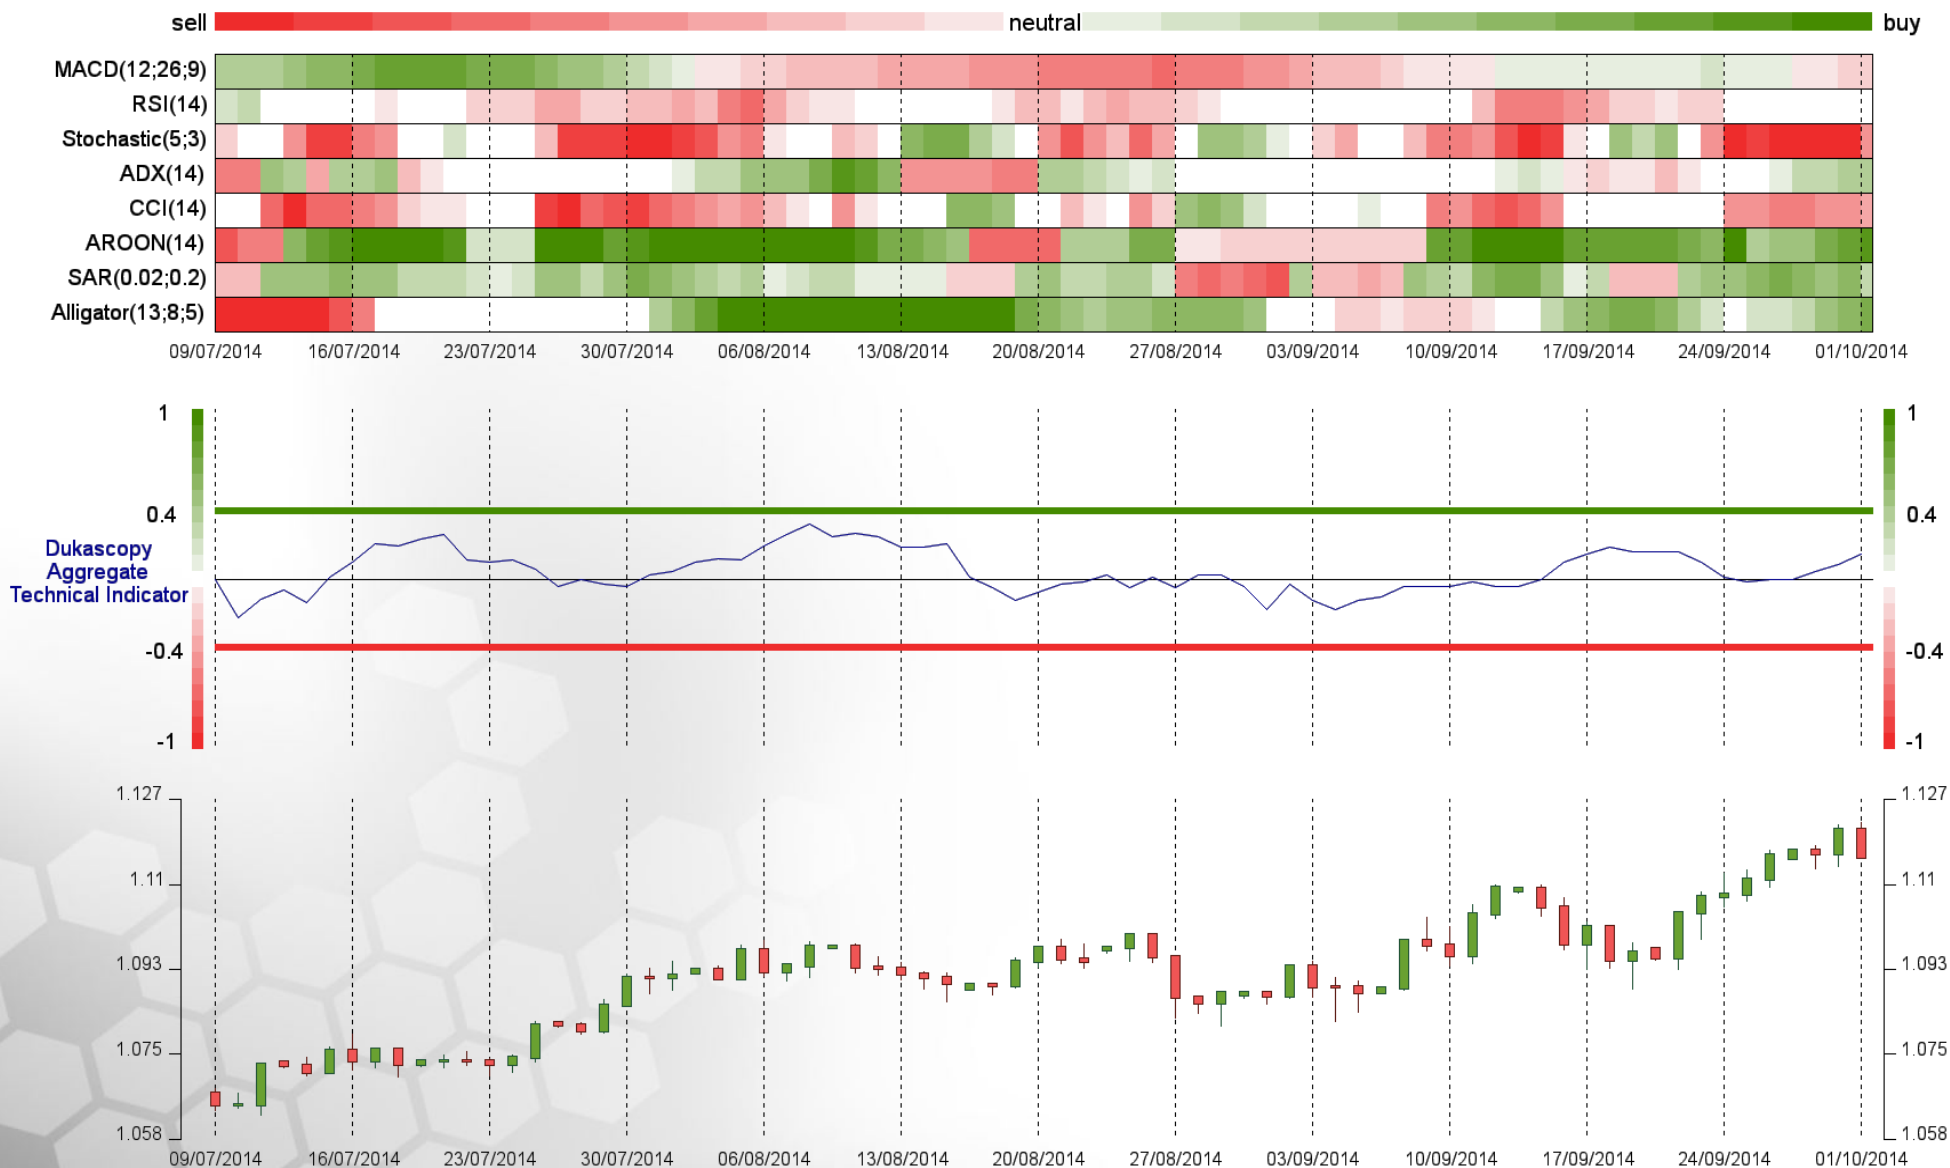 sell neutral buy
MACD(12;26;9)
RSI(14)
Stochastic(5;3)
ADX(14)
CCI(14)
AROON(14)
SAR(0.02;0.2)
Alligator(13;8;5)
09/07/2014 16/07/2014 23/07/2014 30/07/2014 06/08/2014 13/08/2014 20/08/2014 27/08/2014 03/09/2014 10/09/2014 17/09/2014 24/09/2014 01/10/2014
1 1
0.4 0.4
Dukascopy
Aggregate
Technical Indicator
-0.4 -0.4
-1 -1
1.127 1.127
1.11 1.11
1.093 1.093
1.075 1.075
1.058 1.058
09/07/2014 16/07/2014 23/07/2014 30/07/2014 06/08/2014 13/08/2014 20/08/2014 27/08/2014 03/09/2014 10/09/2014 17/09/2014 24/09/2014 01/10/2014